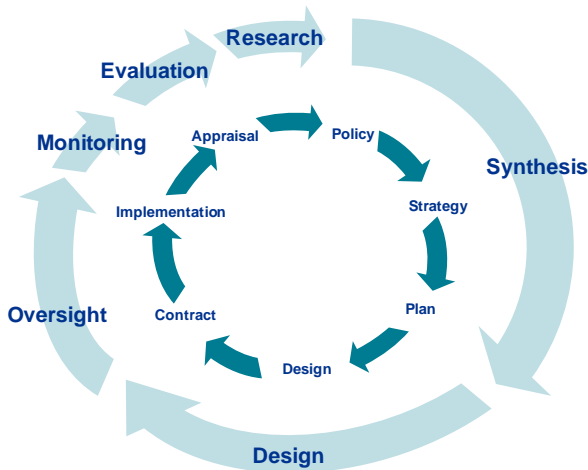 Research
Evaluation
Monitoring
Appraisal
Policy
Synthesis
Implementation
Strategy
Oversight
Contract
Plan
Design
Design